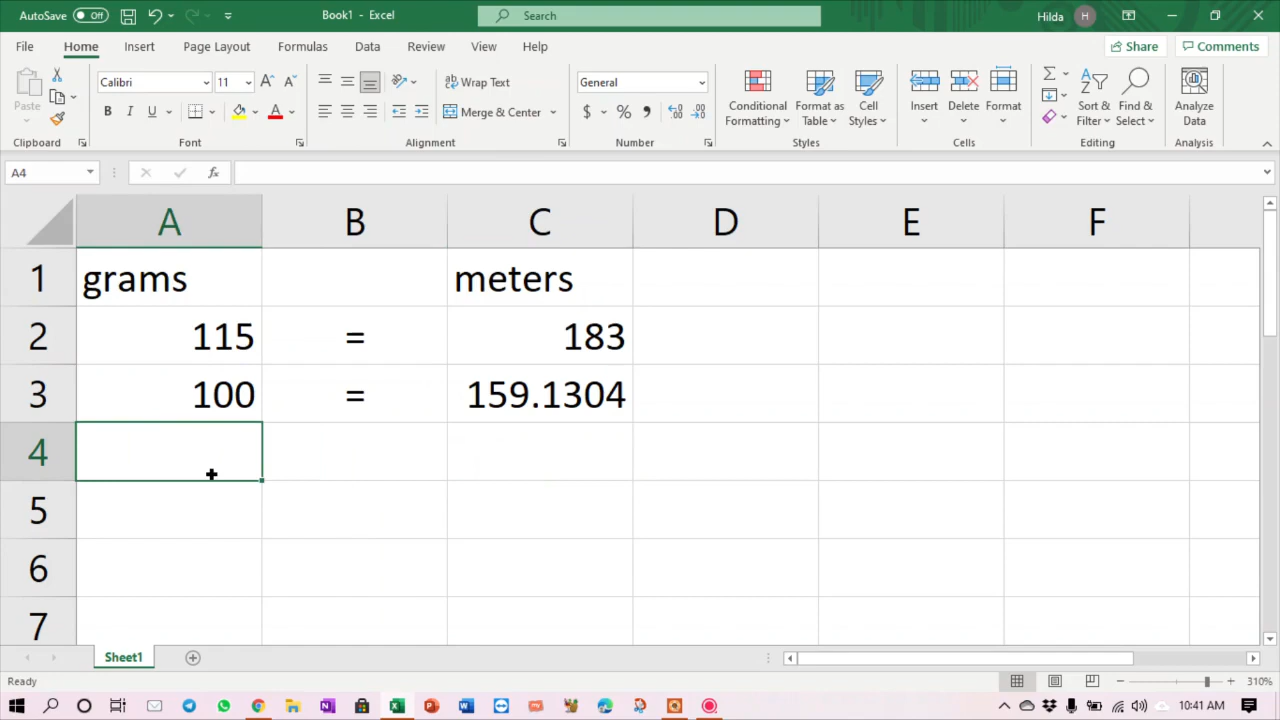 AutoSave Off Book1 - Excel Search Hilda H
File Home Insert Page Layout Formulas Data Review View Help Share Comments
Paste Calibri 11 Wrap Text General Conditional Formatting Format as Table Cell Styles Insert Delete Format Sort & Filter Find & Select Analyze Data
B I U A Merge & Center $ % ,
Clipboard Font Alignment Number Styles Cells Editing Analysis
A4 fx
A B C D E F
1 grams meters
2 115 = 183
3 100 = 159.1304
4
5
6
7
Sheet1
Ready 310%
10:41 AM